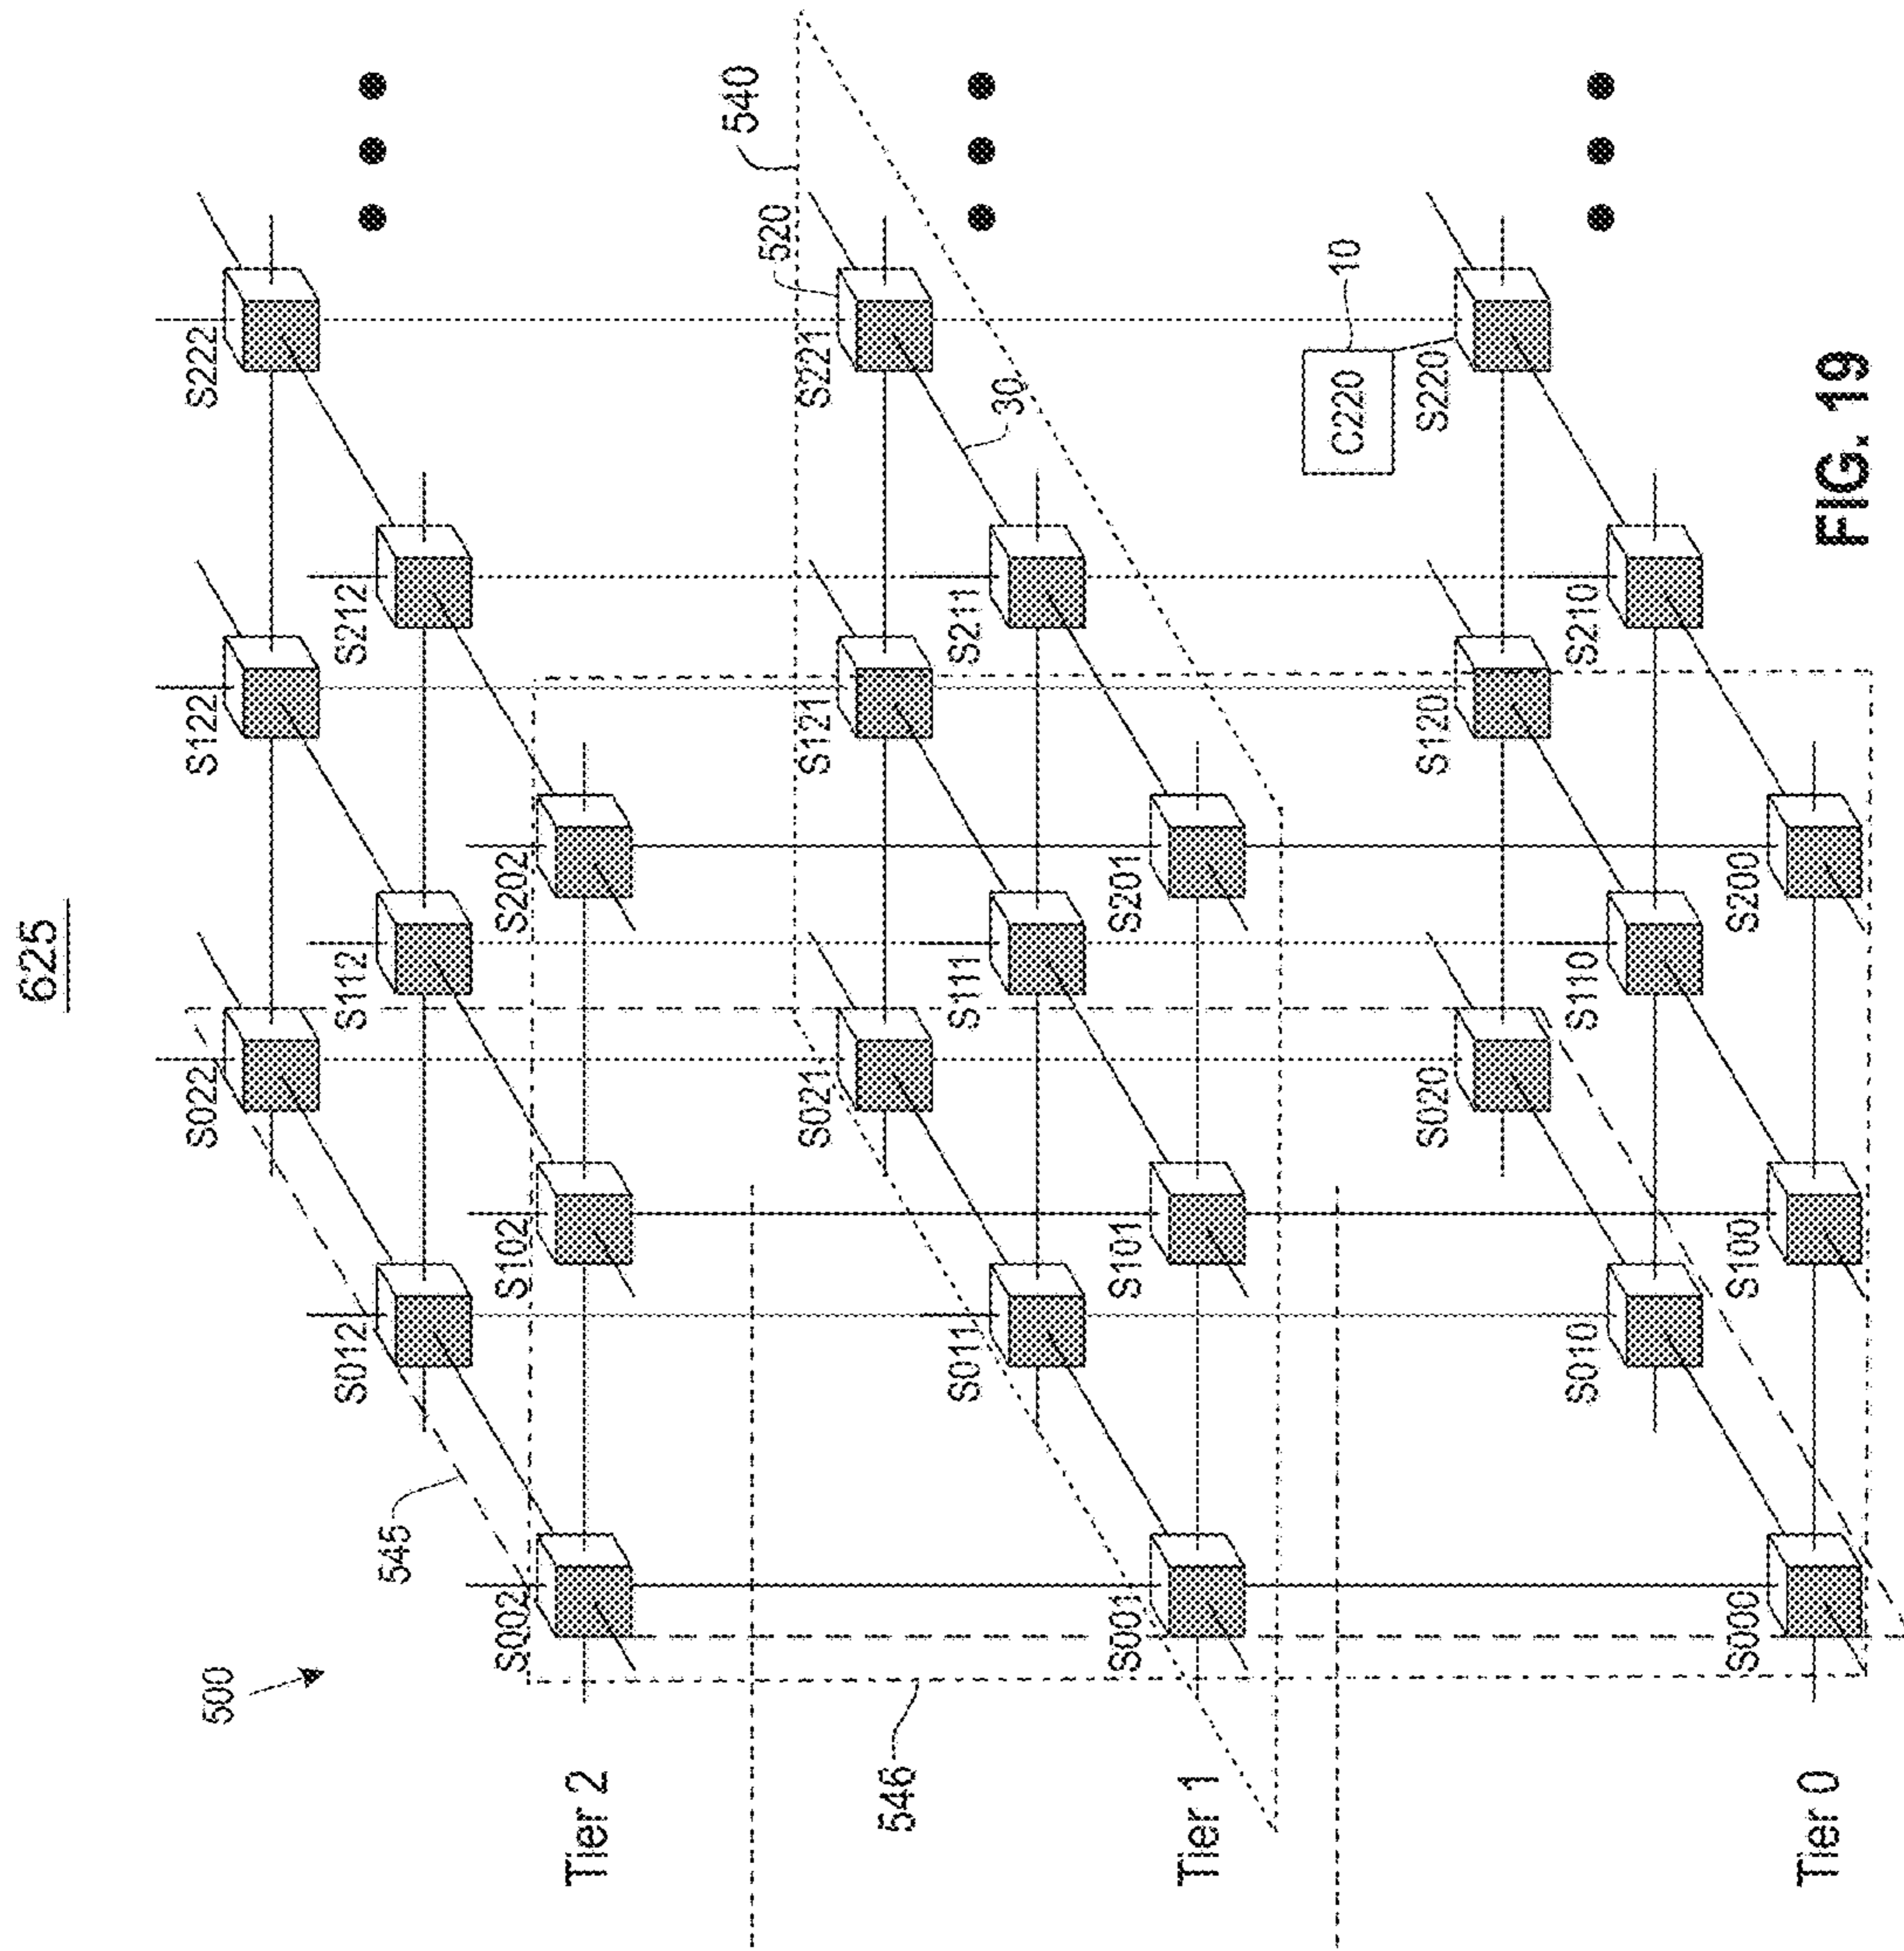 625
500
545
S022
S122
S222
S012
S112
S212
Tier 2
S002
S102
S202
540
520
S021
S121
S221
30
546
S011
S111
S211
Tier 1
S001
S101
S201
10
C220
S020
S120
S220
S010
S110
S210
Tier 0
S000
S100
S200
FIG. 19